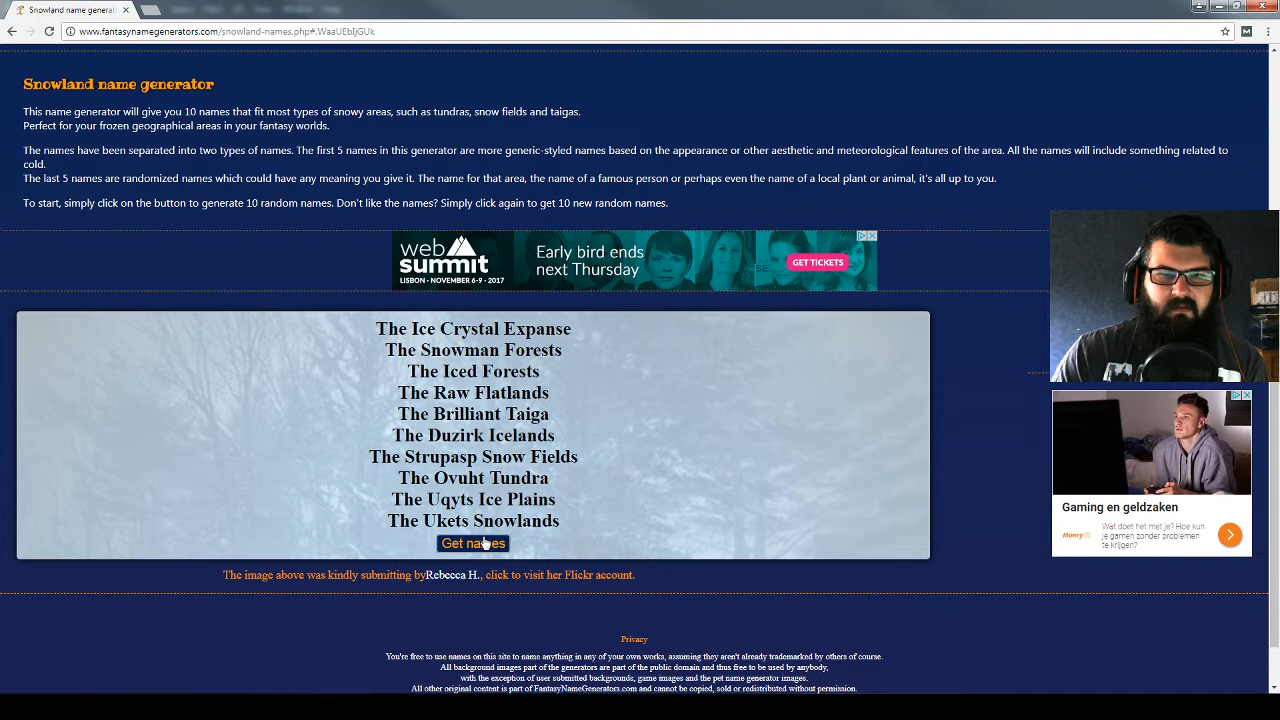 Snowland name generat
www.fantasynamegenerators.com/snowland-names.php#.WaaUEbIjGUk
Snowland name generator
This name generator will give you 10 names that fit most types of snowy areas, such as tundras, snow fields and taigas.
Perfect for your frozen geographical areas in your fantasy worlds.
The names have been separated into two types of names. The first 5 names in this generator are more generic-styled names based on the appearance or other aesthetic and meteorological features of the area. All the names will include something related to
cold.
The last 5 names are randomized names which could have any meaning you give it. The name for that area, the name of a famous person or perhaps even the name of a local plant or animal, it's all up to you.
To start, simply click on the button to generate 10 random names. Don't like the names? Simply click again to get 10 new random names.
web
summit
LISBON • NOVEMBER 6-9 • 2017
Early bird ends
next Thursday
GET TICKETS
The Ice Crystal Expanse
The Snowman Forests
The Iced Forests
The Raw Flatlands
The Brilliant Taiga
The Duzirk Icelands
The Strupasp Snow Fields
The Ovuht Tundra
The Uqyts Ice Plains
The Ukets Snowlands
Get names
The image above was kindly submitting byRebecca H., click to visit her Flickr account.
Gaming en geldzaken
Wat doet het met je? Hoe kun
je gamen zonder problemen
te krijgen?
Privacy
You're free to use names on this site to name anything in any of your own works, assuming they aren't already trademarked by others of course.
All background images part of the generators are part of the public domain and thus free to be used by anybody,
with the exception of user submitted backgrounds, game images and the pet name generator images.
All other original content is part of FantasyNameGenerators.com and cannot be copied, sold or redistributed without permission.